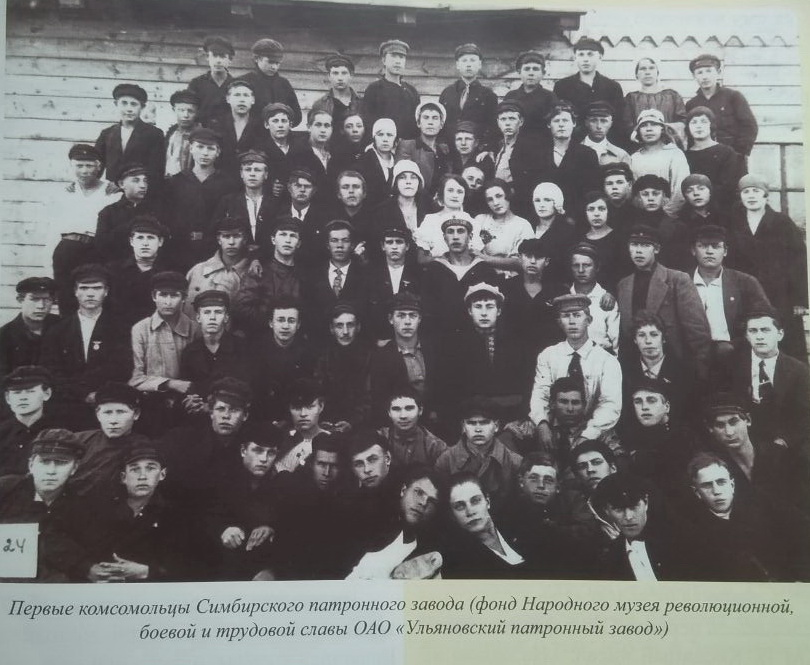 24
Первые комсомольцы Симбирского патронного завода (фонд Народного музея революционной,
боевой и трудовой славы ОАО «Ульяновский патронный завод»)